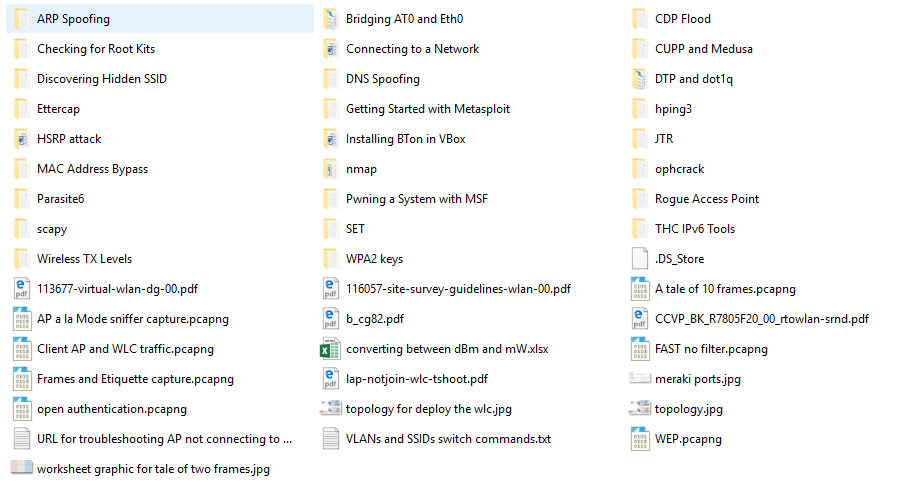 ARP Spoofing
Bridging AT0 and Eth0
CDP Flood
Checking for Root Kits
Connecting to a Network
CUPP and Medusa
Discovering Hidden SSID
DNS Spoofing
DTP and dot1q
Ettercap
Getting Started with Metasploit
hping3
HSRP attack
Installing BTon in VBox
JTR
MAC Address Bypass
nmap
ophcrack
Parasite6
Pwning a System with MSF
Rogue Access Point
scapy
SET
THC IPv6 Tools
Wireless TX Levels
WPA2 keys
.DS_Store
113677-virtual-wlan-dg-00.pdf
116057-site-survey-guidelines-wlan-00.pdf
A tale of 10 frames.pcapng
AP a la Mode sniffer capture.pcapng
b_cg82.pdf
CCVP_BK_R7805F20_00_rtowlan-srnd.pdf
Client AP and WLC traffic.pcapng
converting between dBm and mW.xlsx
FAST no filter.pcapng
Frames and Etiquette capture.pcapng
lap-notjoin-wlc-tshoot.pdf
meraki ports.jpg
open authentication.pcapng
topology for deploy the wlc.jpg
topology.jpg
URL for troubleshooting AP not connecting to ...
VLANs and SSIDs switch commands.txt
WEP.pcapng
worksheet graphic for tale of two frames.jpg